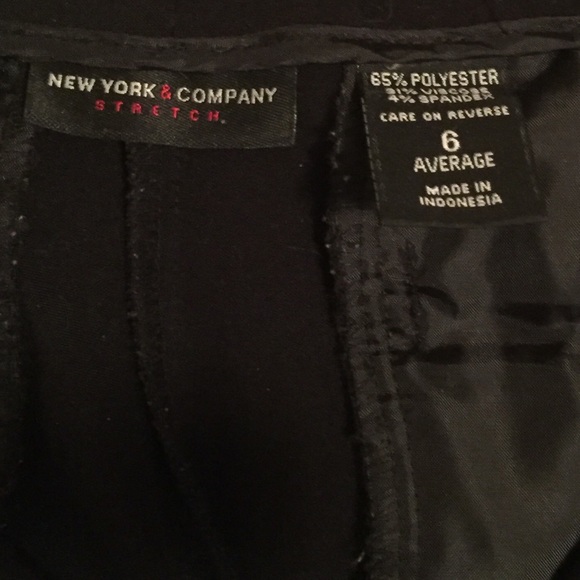 NEW YORK & COMPANY
STRETCH®
65% POLYESTER
31% VISCOSE
4% SPANDEX
CARE ON REVERSE
6
AVERAGE
MADE IN
INDONESIA